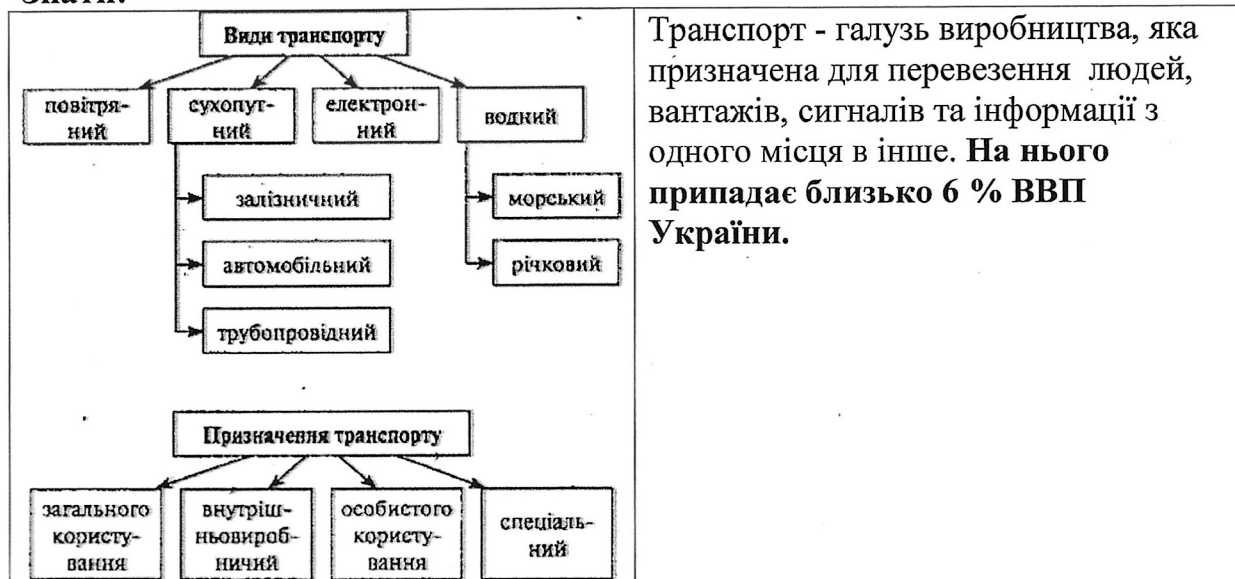 Види транспорту
повітря-
ний
сухопут-
ний
електрон-
ний
водний
залізничний
автомобільний
трубопровідний
морський
річковий
Призначення транспорту
загального
користу-
вання
внутріш-
ньовироб-
ничий
особистого
користу-
вання
спеціаль-
ний
Транспорт - галузь виробництва, яка
призначена для перевезення людей,
вантажів, сигналів та інформації з
одного місця в інше. На нього
припадає близько 6 % ВВП
України.